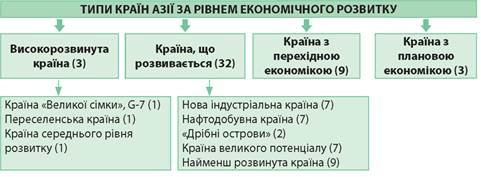 ТИПИ КРАЇН АЗІЇ ЗА РІВНЕМ ЕКОНОМІЧНОГО РОЗВИТКУ
Високорозвинута
країна (3)
Країна, що
розвивається (32)
Країна з
перехідною
економікою (9)
Країна з
плановою
економікою (3)
Країна «Великої сімки», G-7 (1)
Переселенська країна (1)
Країна середнього рівня
розвитку (1)
Нова індустріальна країна (7)
Нафтодобувна країна (7)
«Дрібні острови» (2)
Країна великого потенціалу (7)
Найменш розвинута країна (9)